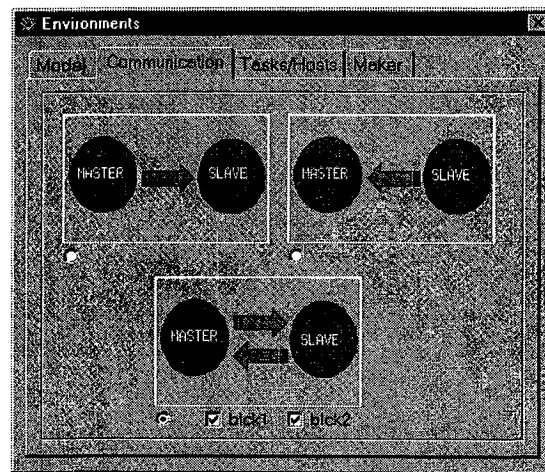 Environments
Model Communication Tasks/Hosts Maker
MASTER SLAVE MASTER SLAVE
MASTER SLAVE
blck1 blck2